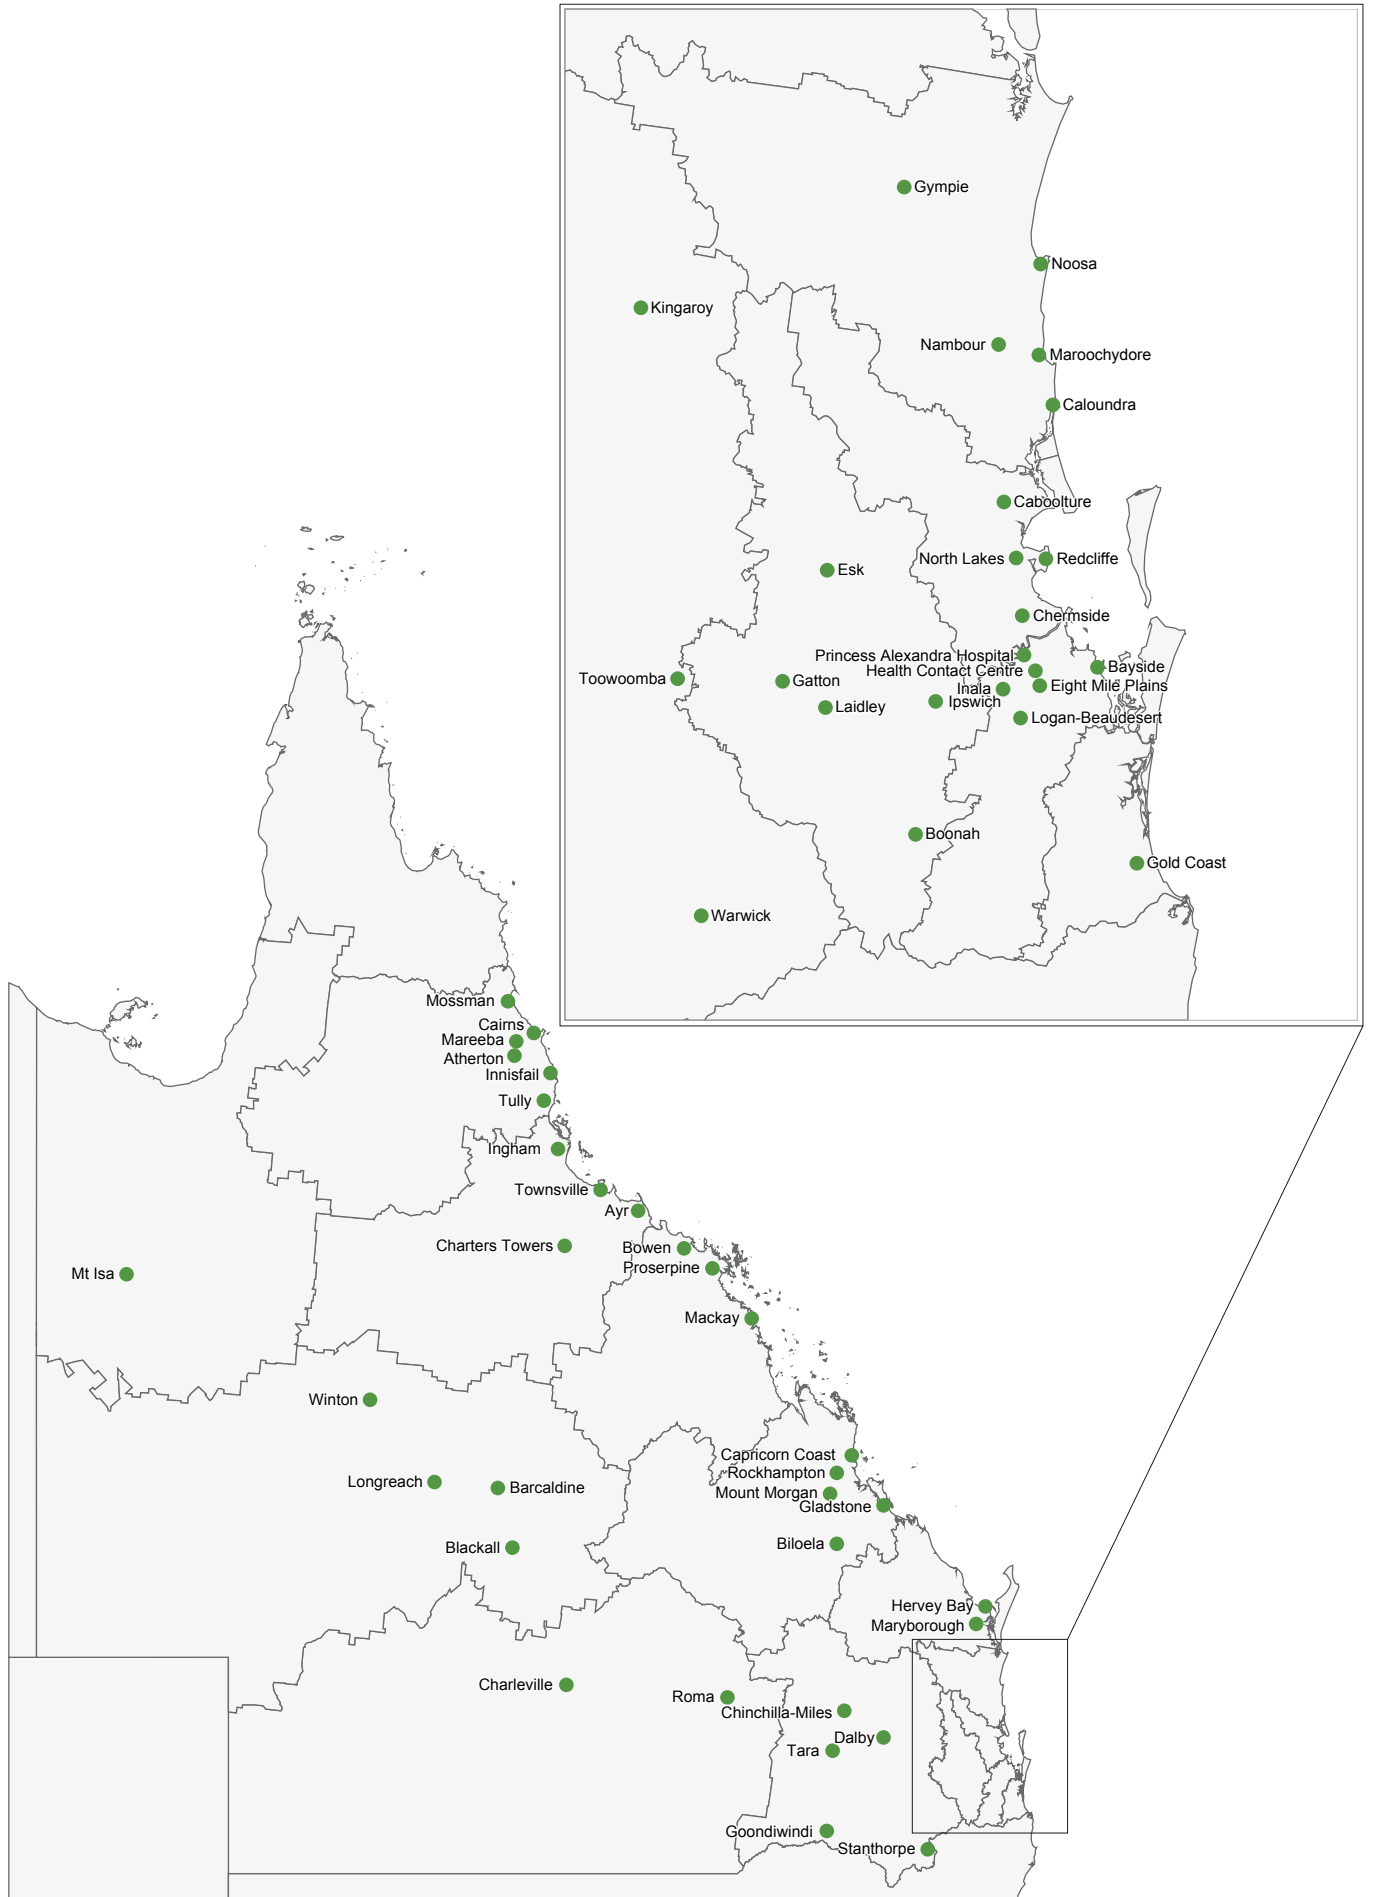 Gympie
Noosa
Kingaroy
Nambour
Maroochydore
Caloundra
Caboolture
North Lakes
Redcliffe
Esk
Chermside
Princess Alexandra Hospital
Health Contact Centre
Bayside
Toowoomba
Gatton
Inala
Eight Mile Plains
Laidley
Ipswich
Logan-Beaudesert
Boonah
Gold Coast
Warwick
Mossman
Cairns
Mareeba
Atherton
Innisfail
Tully
Ingham
Townsville
Ayr
Charters Towers
Bowen
Proserpine
Mt Isa
Mackay
Winton
Capricorn Coast
Rockhampton
Longreach
Barcaldine
Mount Morgan
Gladstone
Biloela
Blackall
Hervey Bay
Maryborough
Charleville
Roma
Chinchilla-Miles
Dalby
Tara
Goondiwindi
Stanthorpe